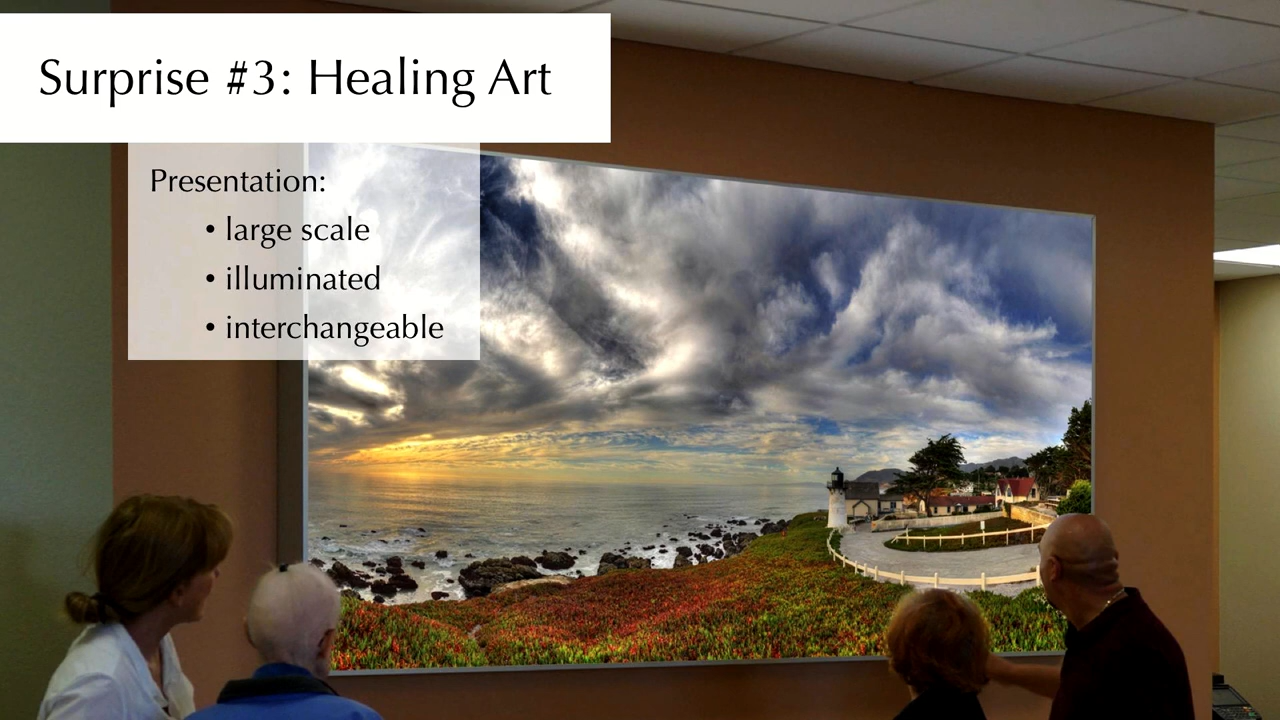 Surprise #3: Healing Art
Presentation:
• large scale
• illuminated
• interchangeable